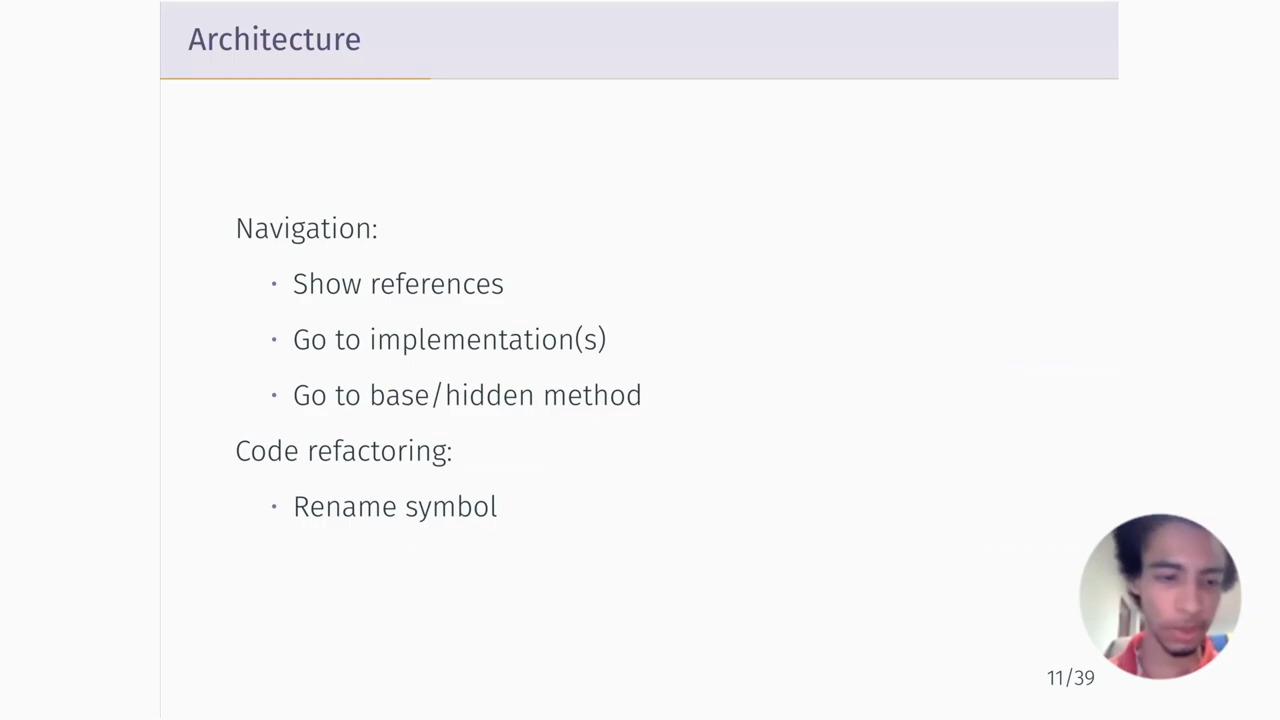 Architecture
Navigation:
• Show references
• Go to implementation(s)
• Go to base/hidden method
Code refactoring:
• Rename symbol
11/39